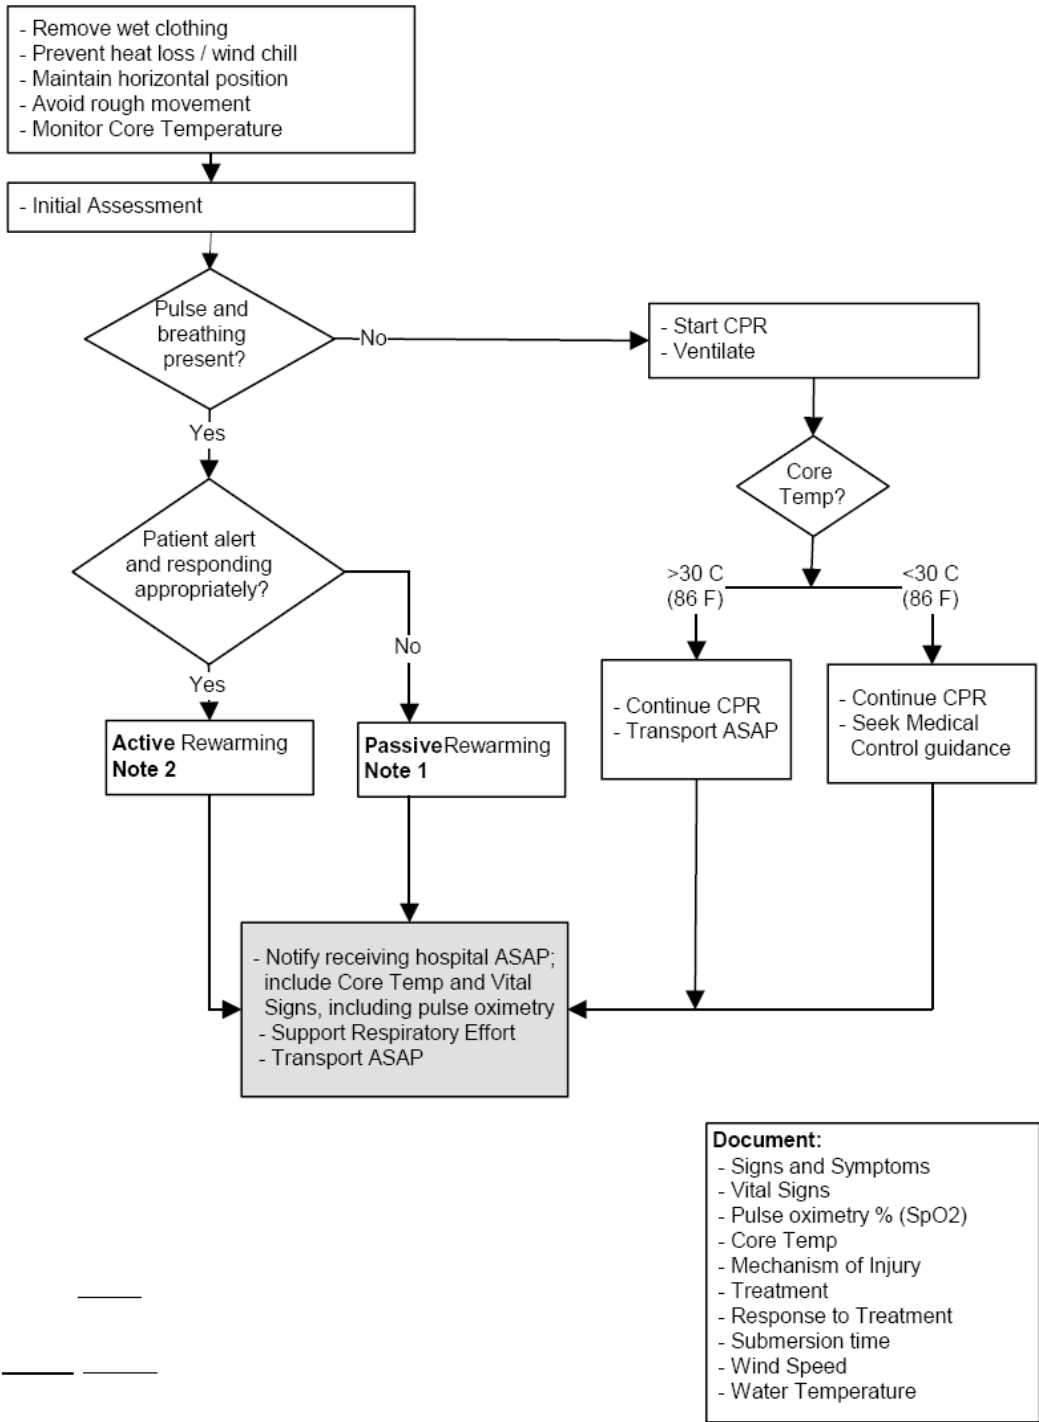 - Remove wet clothing
- Prevent heat loss / wind chill
- Maintain horizontal position
- Avoid rough movement
- Monitor Core Temperature
- Initial Assessment
Pulse and
breathing
present?
No
- Start CPR
- Ventilate
Yes
Core
Temp?
Patient alert
and responding
appropriately?
>30 C
(86 F)
<30 C
(86 F)
No
Yes
- Continue CPR
- Transport ASAP
- Continue CPR
- Seek Medical
Control guidance
Active Rewarming
Note 2
Passive Rewarming
Note 1
- Notify receiving hospital ASAP;
include Core Temp and Vital
Signs, including pulse oximetry
- Support Respiratory Effort
- Transport ASAP
Document:
- Signs and Symptoms
- Vital Signs
- Pulse oximetry % (SpO2)
- Core Temp
- Mechanism of Injury
- Treatment
- Response to Treatment
- Submersion time
- Wind Speed
- Water Temperature